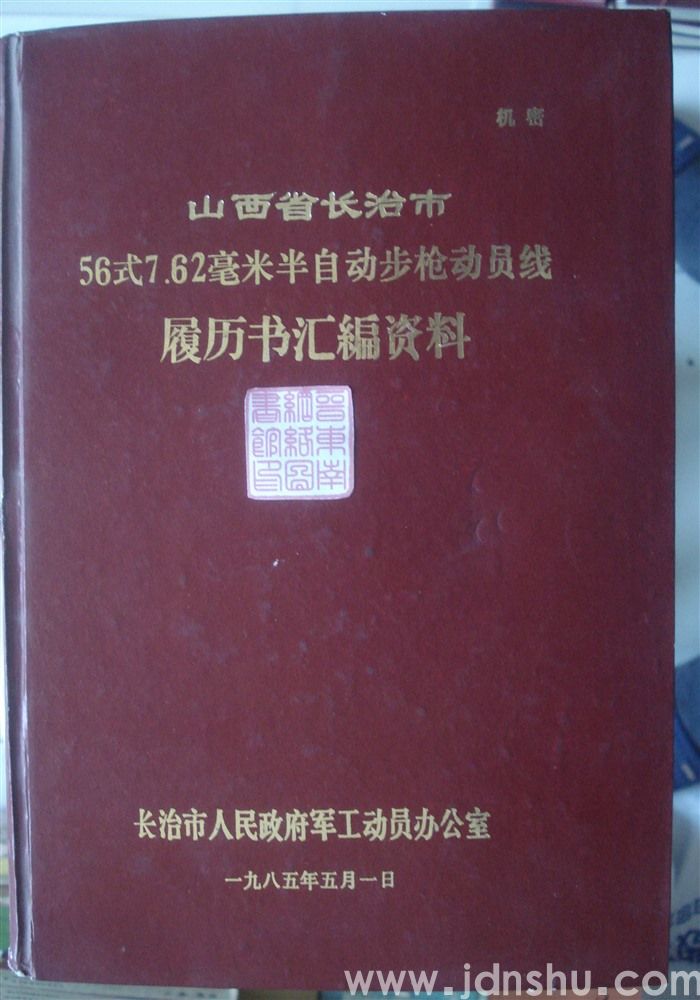 机密
山西省长治市
56式7.62毫米半自动步枪动员线
履历书汇编资料
晋东南
网络图
书馆印
长治市人民政府军工动员办公室
一九八五年五月一日
www.jdnshu.com